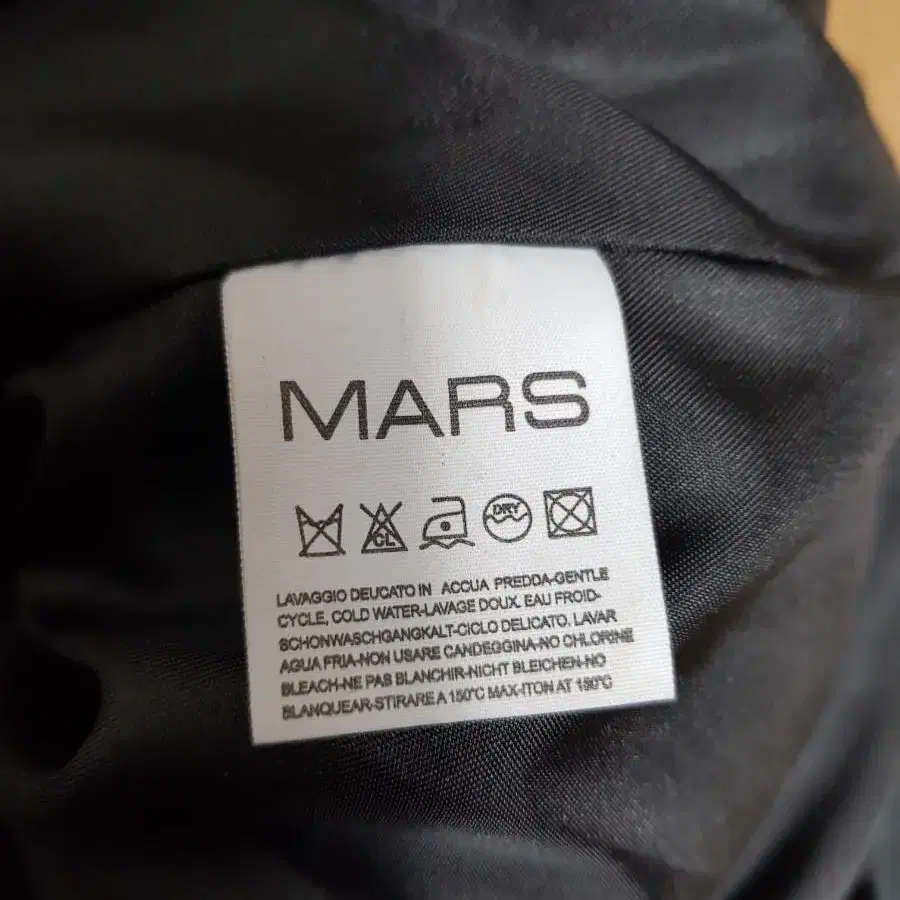 MARS
CL DRY
LAVAGGIO DEUCATO IN ACCUA PREDDA-GENTLE
CYCLE, COLD WATER-LAVAGE DOUX. EAU FROID-
SCHONWASCHGANGKALT-CICLO DELICATO. LAVAR
AGUA FRIA-NON USARE CANDEGGINA-NO CHLORINE
BLEACH-NE PAS BLANCHIR-NICHT BLEICHEN-NO
BLANQUEAR-STIRARE A 150°C MAX-ITON AT